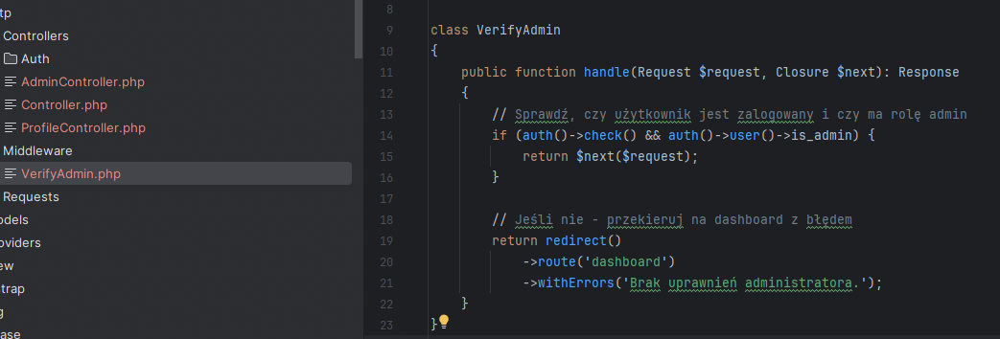 tp
Controllers
Auth
AdminController.php
Controller.php
ProfileController.php
Middleware
VerifyAdmin.php
Requests
odels
oviders
ew
strap
g
ase
8
9 class VerifyAdmin
10 {
11 public function handle(Request $request, Closure $next): Response
12 {
13 // Sprawdź, czy użytkownik jest zalogowany i czy ma rolę admin
14 if (auth()->check() && auth()->user()->is_admin) {
15 return $next($request);
16 }
17
18 // Jeśli nie - przekieruj na dashboard z błędem
19 return redirect()
20 ->route('dashboard')
21 ->withErrors('Brak uprawnień administratora.');
22 }
23 }